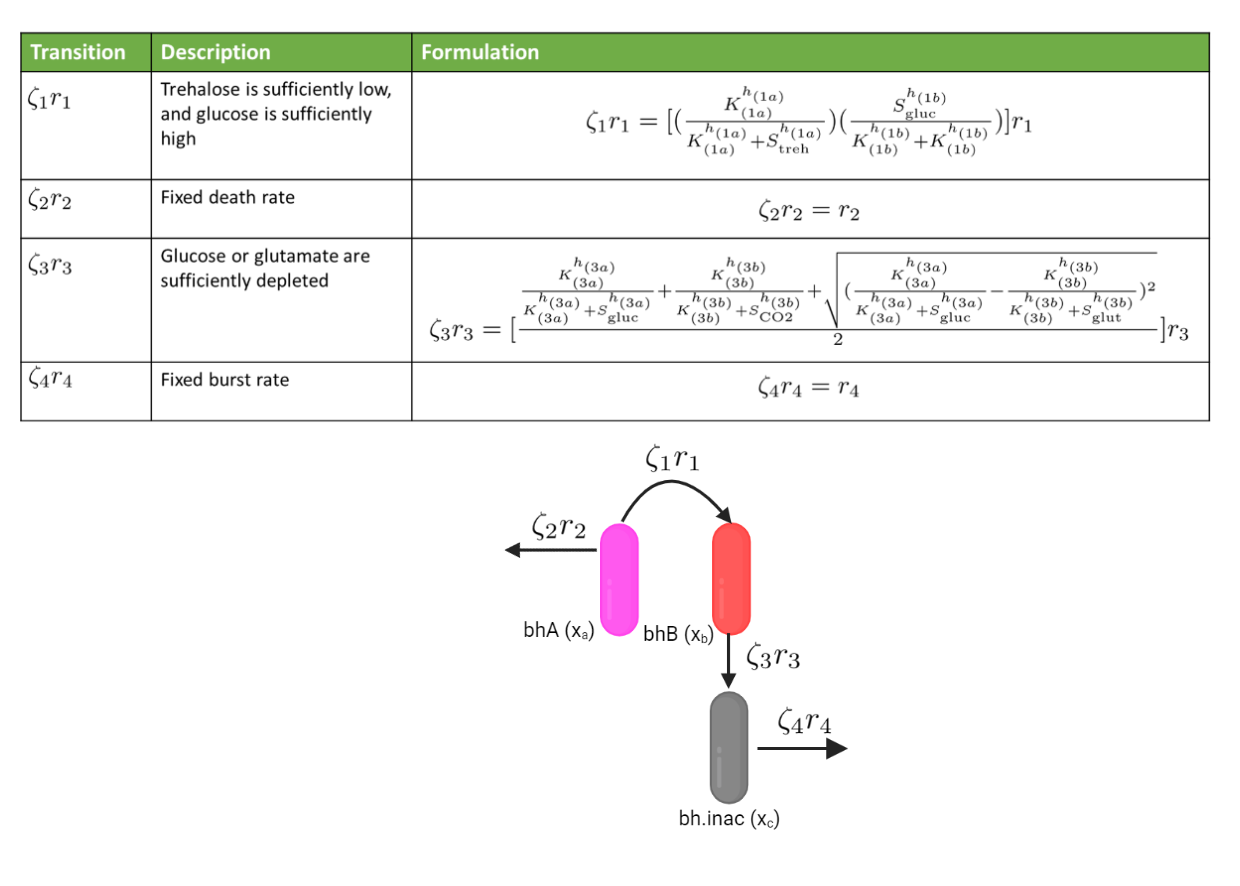 Transition Description Formulation
ζ₁r₁ Trehalose is sufficiently low, and glucose is sufficiently high ζ₁r₁ = [(K₍₁ₐ₎^h₍₁ₐ₎ / (K₍₁ₐ₎^h₍₁ₐ₎ + S_treh^h₍₁ₐ₎))(S_gluc^h(1b) / (K(1b)^h(1b) + K(1b)^h(1b)))]r₁
ζ₂r₂ Fixed death rate ζ₂r₂ = r₂
ζ₃r₃ Glucose or glutamate are sufficiently depleted ζ₃r₃ = [(K(3a)^h(3a) / (K(3a)^h(3a) + S_gluc^h(3a)) + K(3b)^h(3b) / (K(3b)^h(3b) + S_CO2^h(3b)) + √((K(3a)^h(3a) / (K(3a)^h(3a) + S_gluc^h(3a)) − K(3b)^h(3b) / (K(3b)^h(3b) + S_glut^h(3b)))²)) / 2]r₃
ζ₄r₄ Fixed burst rate ζ₄r₄ = r₄
ζ₁r₁
ζ₂r₂
bhA (xₐ) bhB (x_b)
ζ₃r₃
ζ₄r₄
bh.inac (x_c)